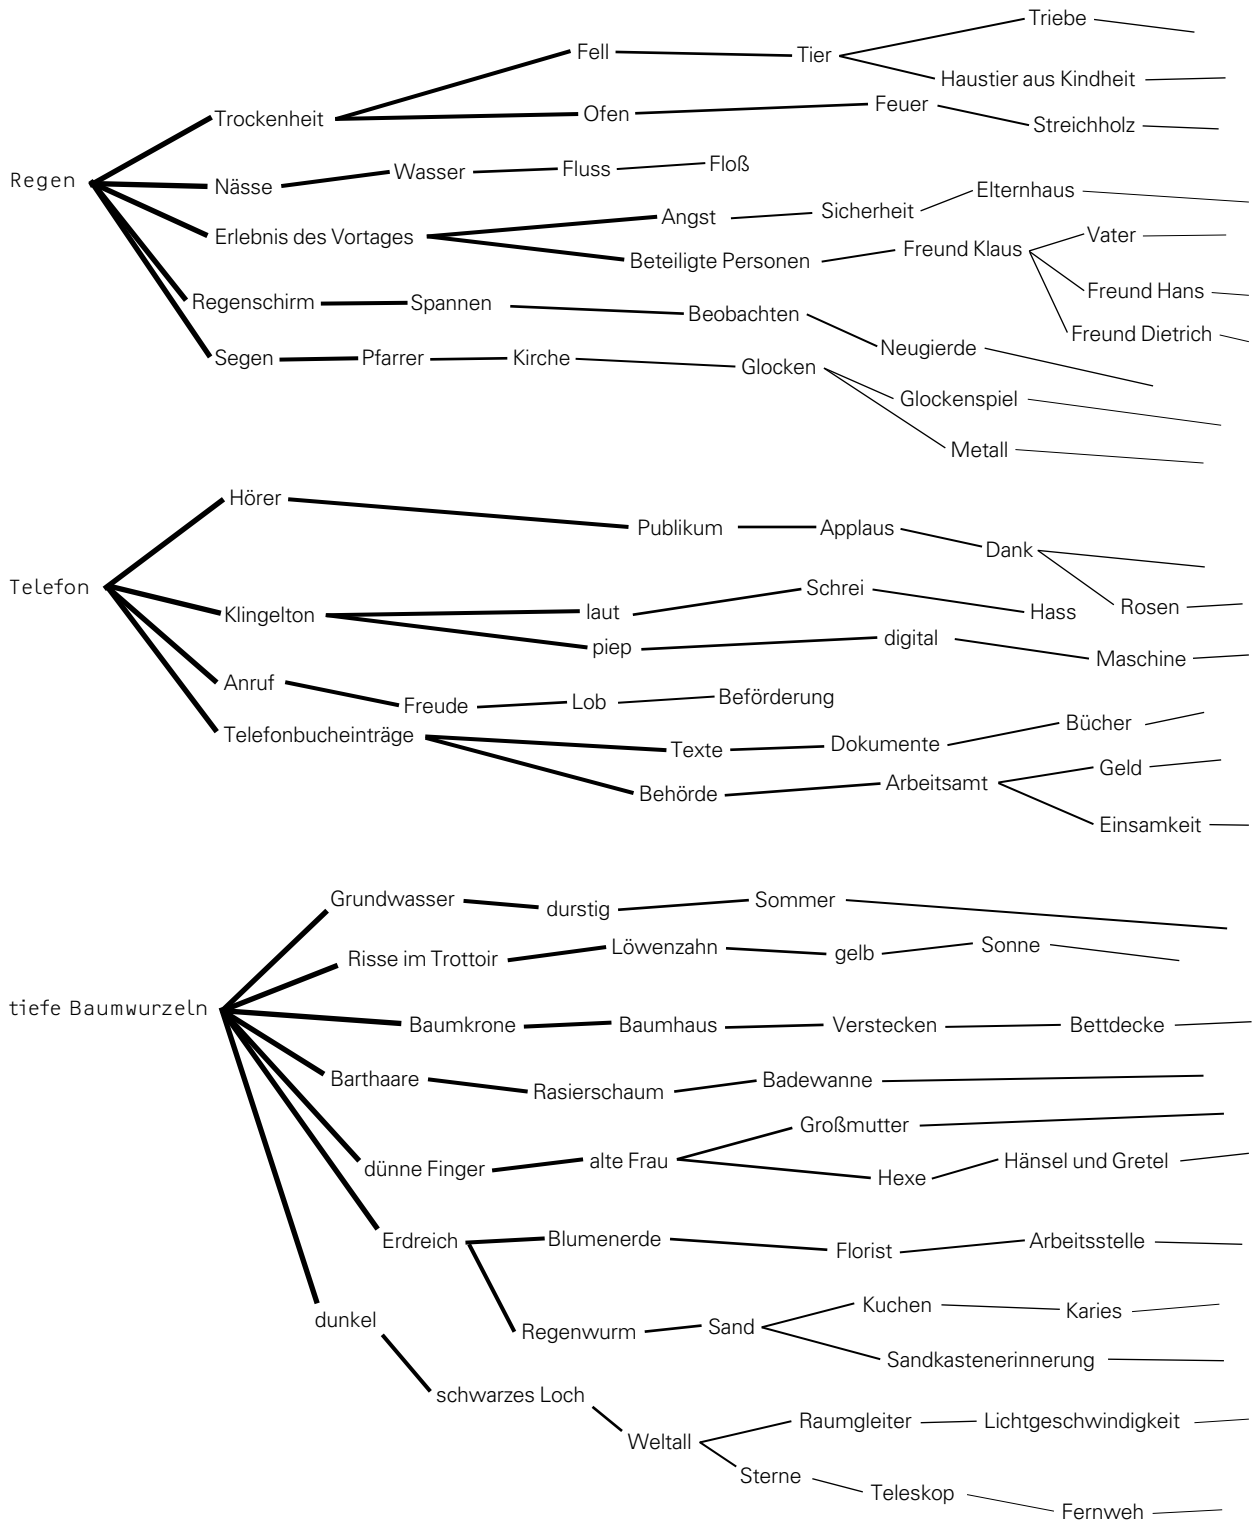 Triebe
Fell
Tier
Haustier aus Kindheit
Trockenheit
Ofen
Feuer
Streichholz
Regen
Nässe
Wasser
Fluss
Floß
Elternhaus
Erlebnis des Vortages
Angst
Sicherheit
Beteiligte Personen
Freund Klaus
Vater
Freund Hans
Freund Dietrich
Regenschirm
Spannen
Beobachten
Neugierde
Segen
Pfarrer
Kirche
Glocken
Glockenspiel
Metall
Hörer
Publikum
Applaus
Dank
Rosen
Telefon
Klingelton
laut
Schrei
Hass
piep
digital
Maschine
Anruf
Freude
Lob
Beförderung
Telefonbucheinträge
Texte
Dokumente
Bücher
Behörde
Arbeitsamt
Geld
Einsamkeit
Grundwasser
durstig
Sommer
Risse im Trottoir
Löwenzahn
gelb
Sonne
tiefe Baumwurzeln
Baumkrone
Baumhaus
Verstecken
Bettdecke
Barthaare
Rasierschaum
Badewanne
dünne Finger
alte Frau
Großmutter
Hexe
Hänsel und Gretel
Erdreich
Blumenerde
Florist
Arbeitsstelle
Regenwurm
Sand
Kuchen
Karies
Sandkastenerinnerung
dunkel
schwarzes Loch
Weltall
Raumgleiter
Lichtgeschwindigkeit
Sterne
Teleskop
Fernweh